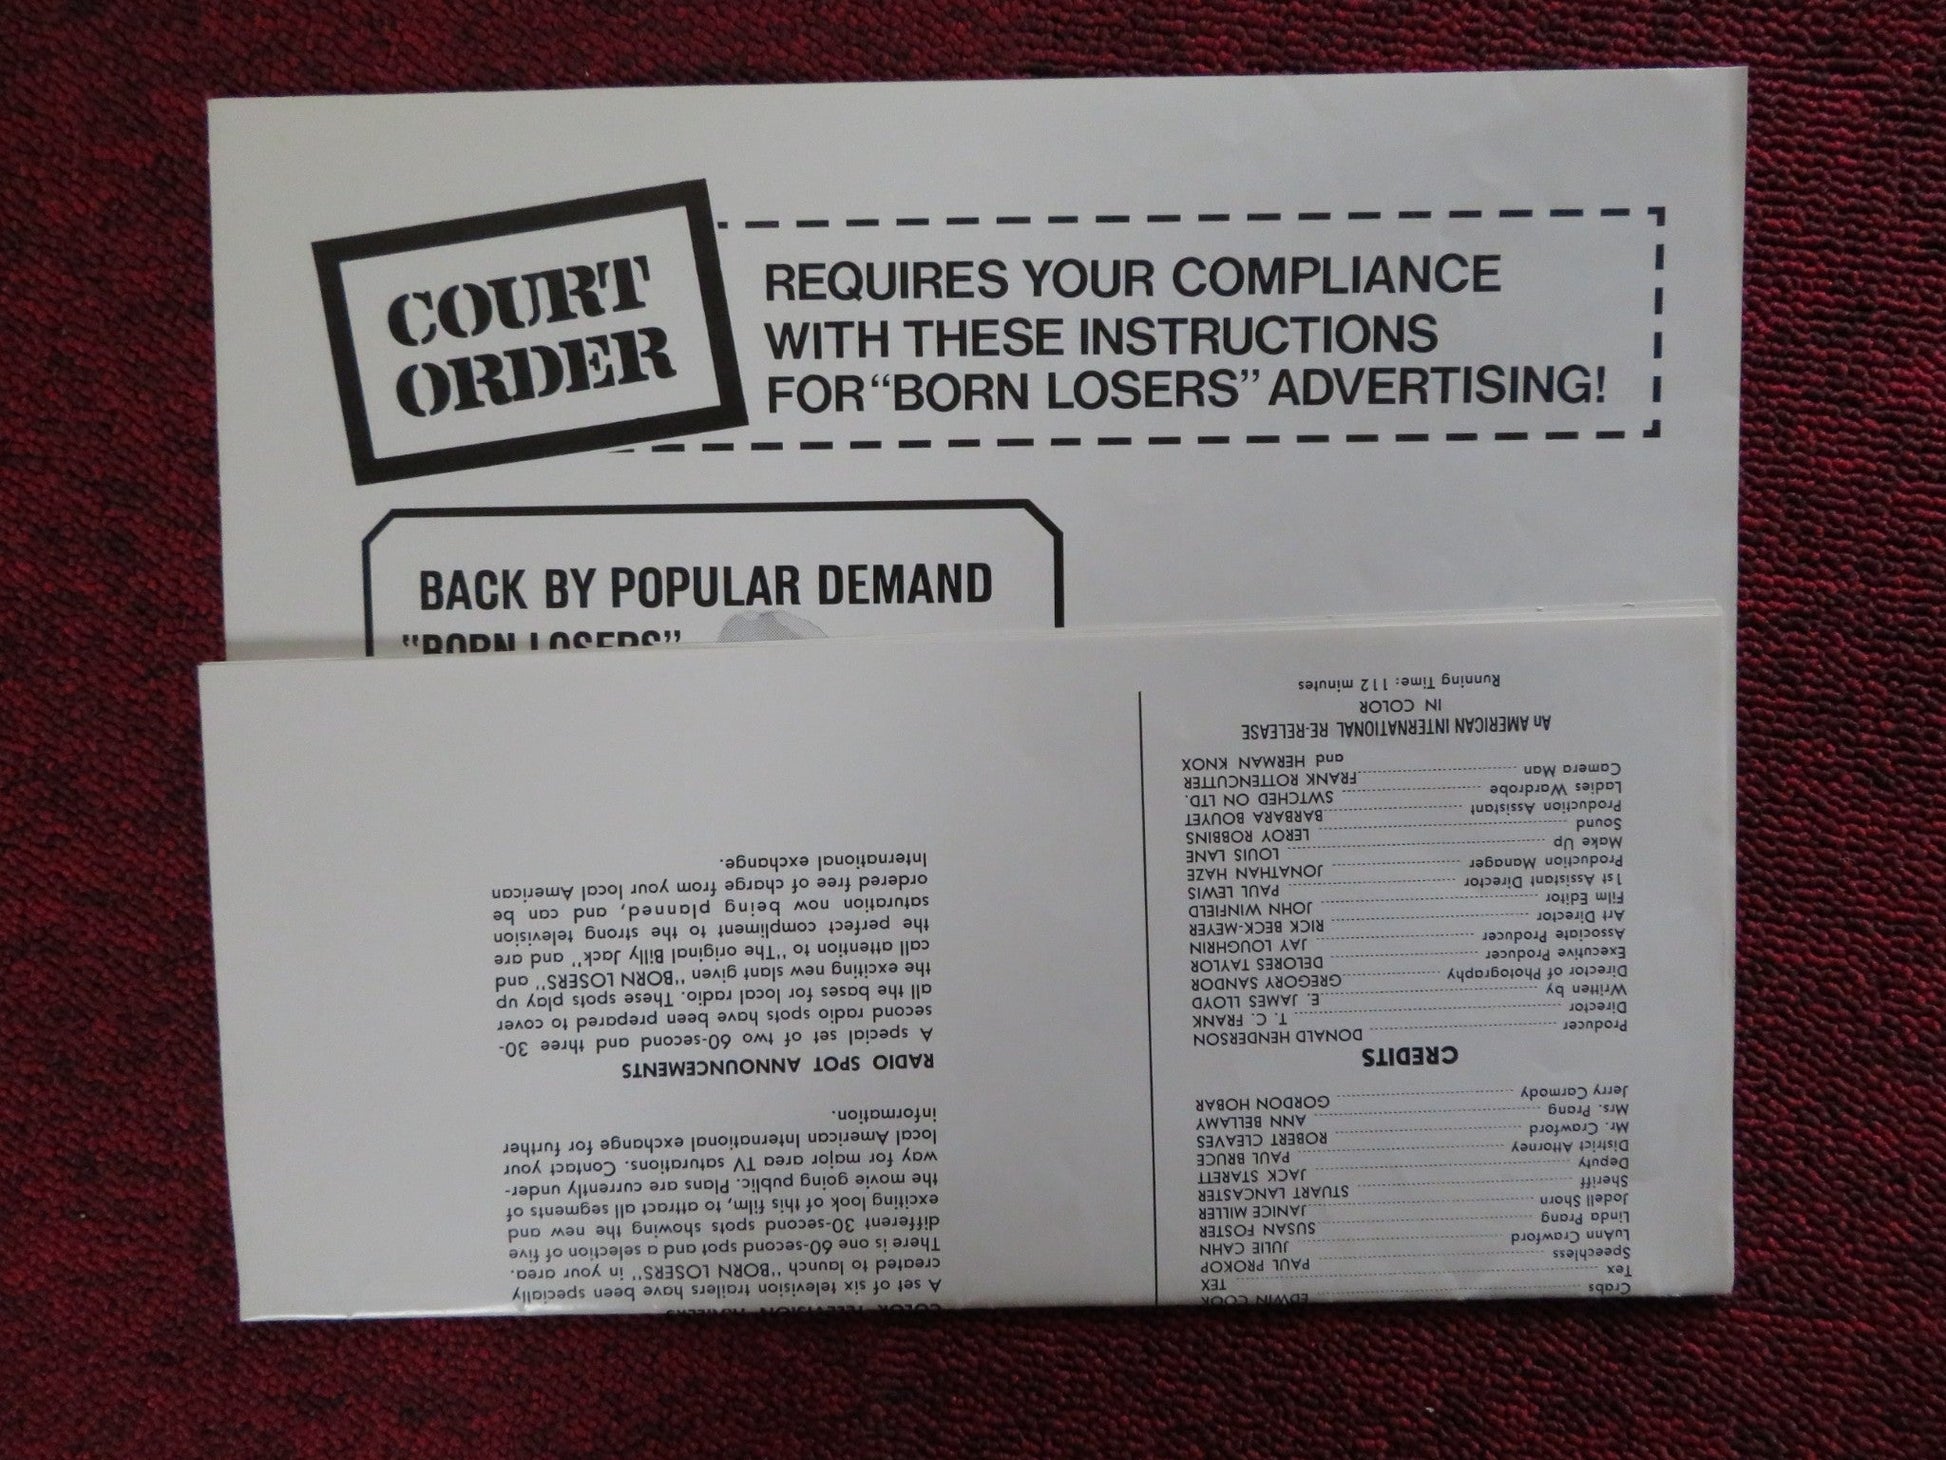 COURT
ORDER
REQUIRES YOUR COMPLIANCE
WITH THESE INSTRUCTIONS
FOR "BORN LOSERS" ADVERTISING!
BACK BY POPULAR DEMAND
"BORN LOSERS"
Crabs EDWIN COOK
Tex TEX
Speechless PAUL PROKOP
LuAnn Crawford JULIE CAHN
Linda Prang SUSAN FOSTER
Jodell Shorn JANICE MILLER
Sheriff STUART LANCASTER
Deputy JACK STARETT
District Attorney PAUL BRUCE
Mr. Crawford ROBERT CLEAVES
Mrs. Prang ANN BELLAMY
Jerry Carmody GORDON HOBAR
CREDITS
Producer DONALD HENDERSON
Director T. C. FRANK
Written by E. JAMES LLOYD
Director of Photography GREGORY SANDOR
Executive Producer DELORES TAYLOR
Associate Producer JAY LOUGHRIN
Art Director RICK BECK-MEYER
Film Editor JOHN WINFIELD
1st Assistant Director PAUL LEWIS
Production Manager JONATHAN HAZE
Make Up LOUIS LANE
Sound LEROY ROBBINS
Production Assistant BARBARA BOUYET
Ladies Wardrobe SWTCHED ON LTD.
Camera Man FRANK ROTTENCUTTER
and HERMAN KNOX
An AMERICAN INTERNATIONAL RE-RELEASE
IN COLOR
Running Time: 112 minutes
COLOR TELEVISION TRAILERS
A set of six television trailers have been specially
created to launch "BORN LOSERS" in your area.
There is one 60-second spot and a selection of five
different 30-second spots showing the new and
exciting look of this film, to attract all segments of
the movie going public. Plans are currently under-
way for major area TV saturations. Contact your
local American International exchange for further
information.
RADIO SPOT ANNOUNCEMENTS
A special set of two 60-second and three 30-
second radio spots have been prepared to cover
all the bases for local radio. These spots play up
the exciting new slant given "BORN LOSERS" and
call attention to "The original Billy Jack" and are
the perfect compliment to the strong television
saturation now being planned, and can be
ordered free of charge from your local American
International exchange.